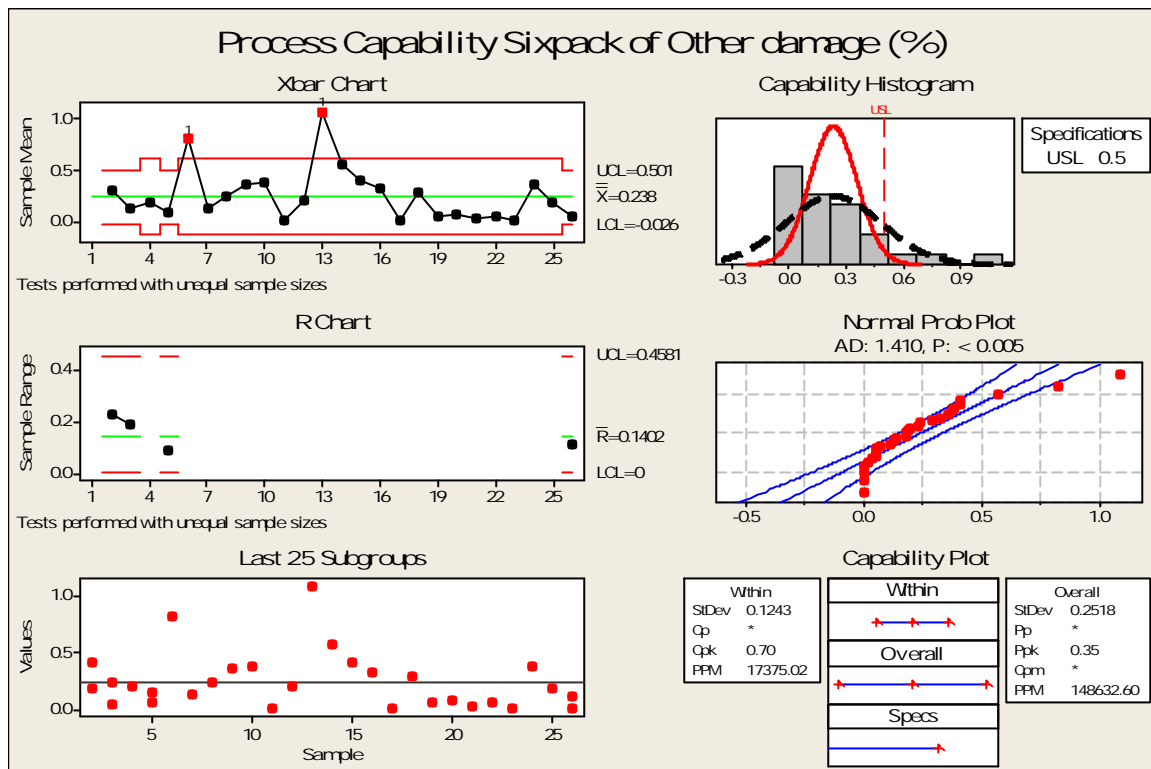 Process Capability Sixpack of Other damage (%)
Xbar Chart
Sample Mean
1.0
0.5
0.0
1
1
UCL=0.501
X=0.238
LCL=-0.026
1 4 7 10 13 16 19 22 25
Tests performed with unequal sample sizes
Capability Histogram
USL
-0.3 0.0 0.3 0.6 0.9
Specifications
USL 0.5
R Chart
Sample Range
0.4
0.2
0.0
UCL=0.4581
R=0.1402
LCL=0
1 4 7 10 13 16 19 22 25
Tests performed with unequal sample sizes
Normal Prob Plot
AD: 1.410, P: < 0.005
-0.5 0.0 0.5 1.0
Last 25 Subgroups
Values
1.0
0.5
0.0
5 10 15 20 25
Sample
Capability Plot
Within
StDev 0.1243
Cp *
Cpk 0.70
PPM 17375.02
Within
Overall
Specs
Overall
StDev 0.2518
Pp *
Ppk 0.35
Cpm *
PPM 148632.60